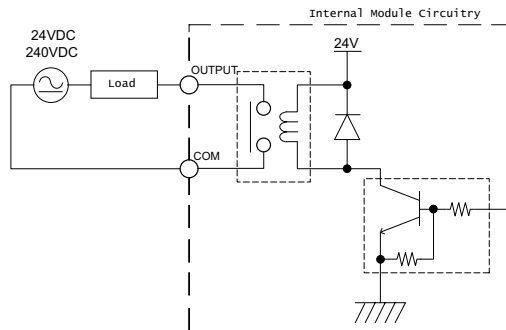 Internal Module Circuitry
24VDC
240VDC
24V
OUTPUT
Load
COM